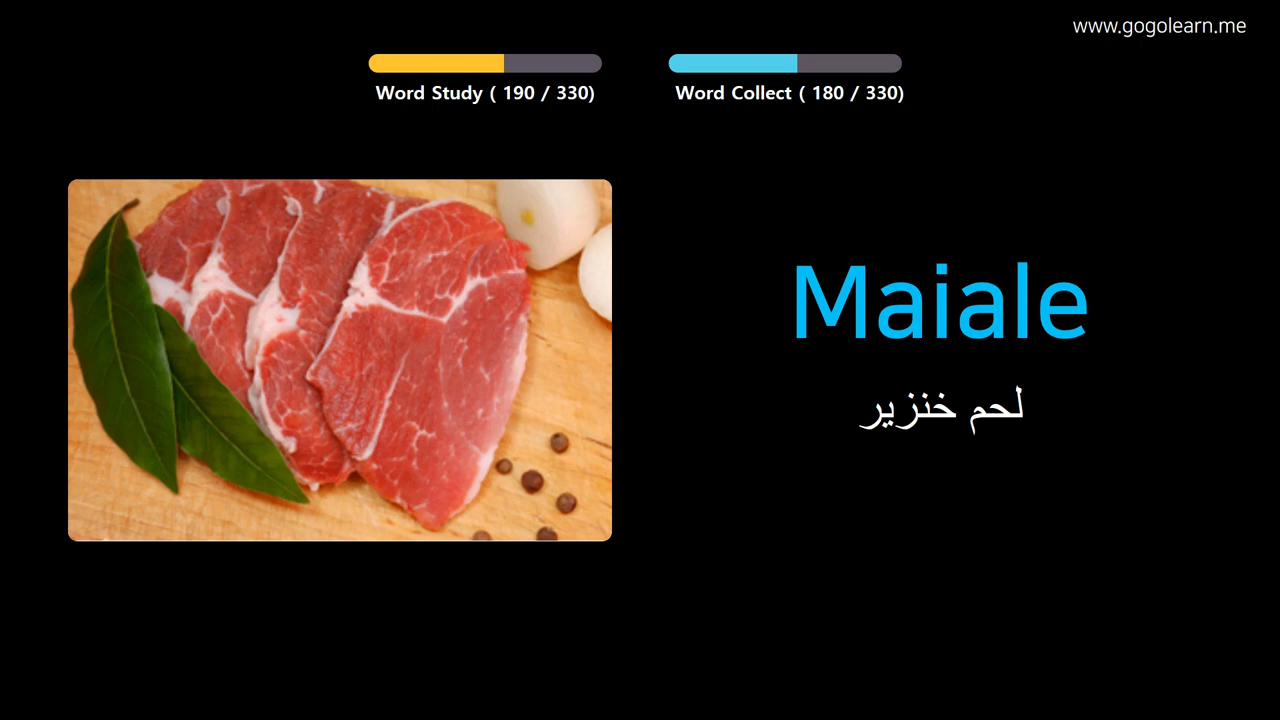 www.gogolearn.me
Word Study ( 190 / 330)
Word Collect ( 180 / 330)
Maiale
لحم خنزير